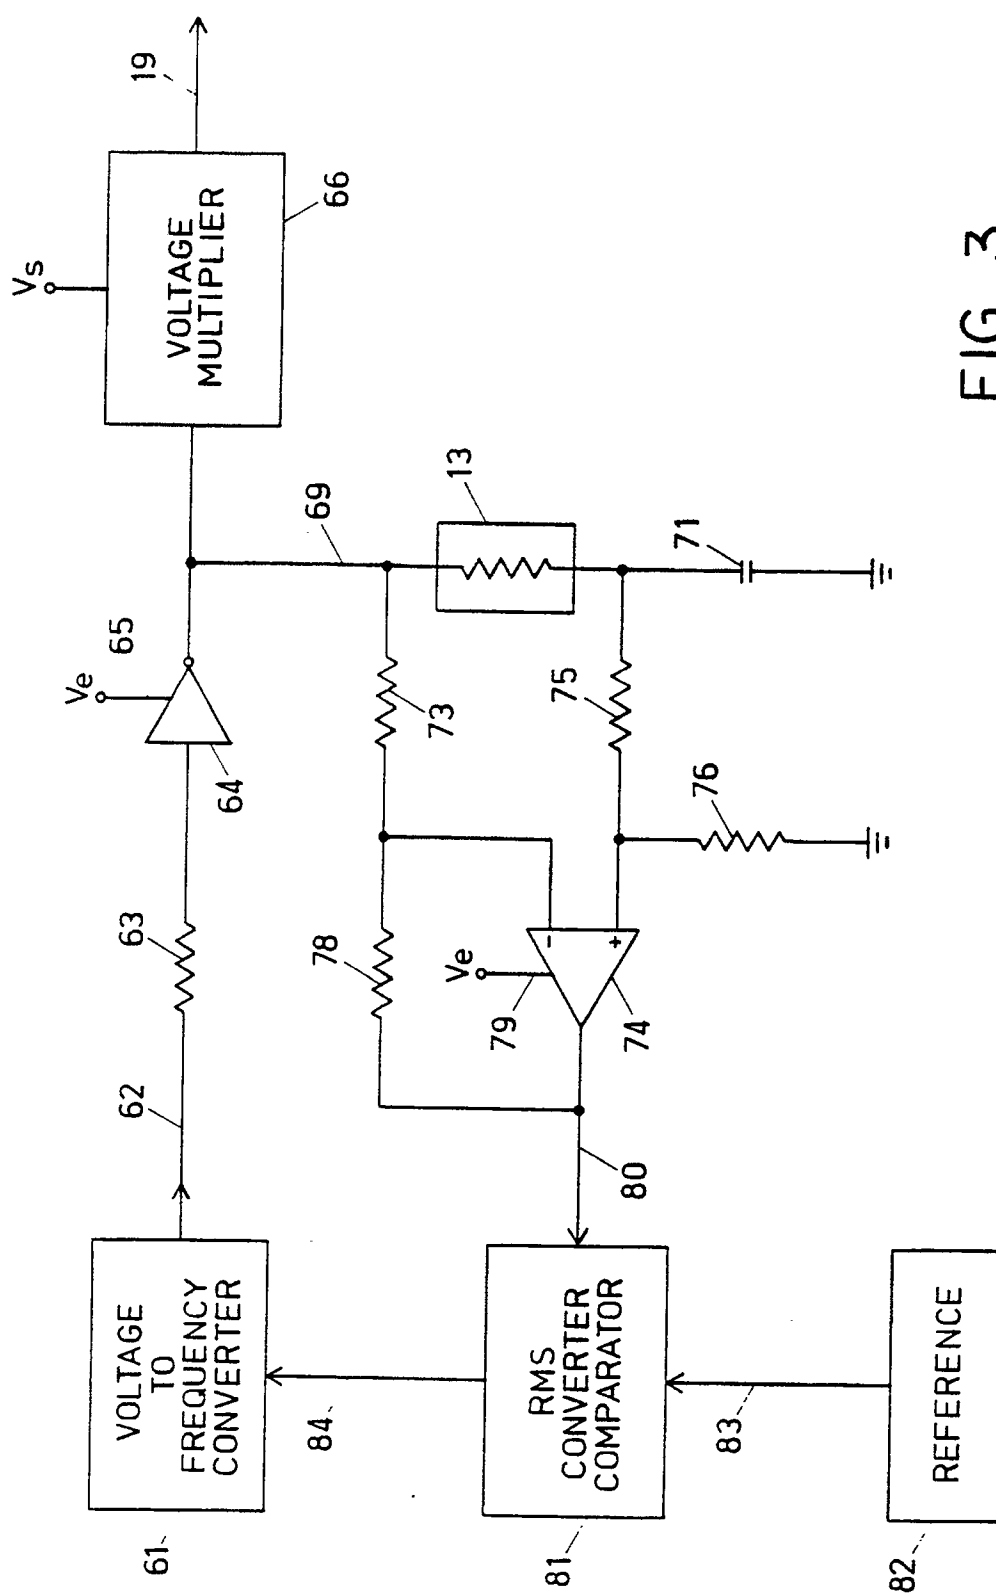 19
Vs
VOLTAGE
MULTIPLIER
66
Ve
65
64
69
13
71
63
62
73
75
76
78
Ve
79
74
80
VOLTAGE
TO
FREQUENCY
CONVERTER
61
84
RMS
CONVERTER
COMPARATOR
81
83
REFERENCE
82
FIG 3